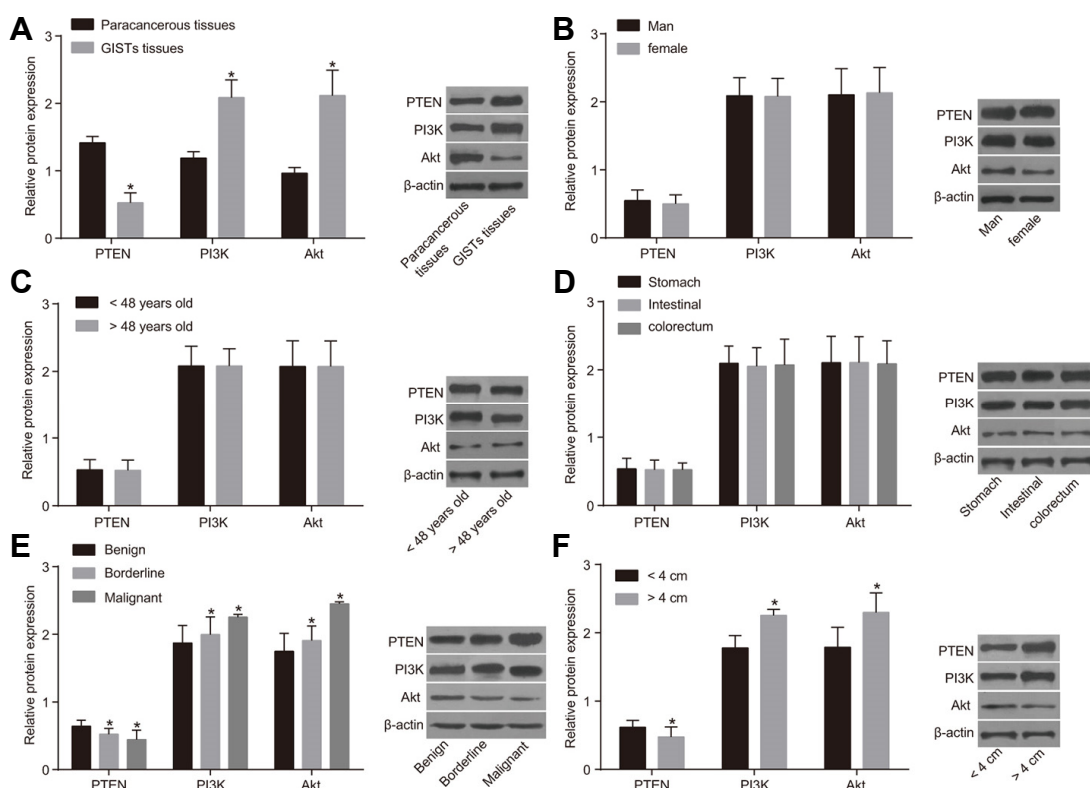 A
Paracancerous tissues
GISTs tissues
Relative protein expression
3
2
1
0
*
*
*
PTEN
PI3K
Akt
PTEN
PI3K
Akt
β-actin
Paracancerous
tissues
GISTs tissues
B
Man
female
Relative protein expression
3
2
1
0
PTEN
PI3K
Akt
PTEN
PI3K
Akt
β-actin
Man
female
C
< 48 years old
> 48 years old
Relative protein expression
3
2
1
0
PTEN
PI3K
Akt
PTEN
PI3K
Akt
β-actin
< 48 years old
> 48 years old
D
Stomach
Intestinal
colorectum
Relative protein expression
3
2
1
0
PTEN
PI3K
Akt
PTEN
PI3K
Akt
β-actin
Stomach
Intestinal
colorectum
E
Benign
Borderline
Malignant
Relative protein expression
3
2
1
0
* *
* *
* *
PTEN
PI3K
Akt
PTEN
PI3K
Akt
β-actin
Benign
Borderline
Malignant
F
< 4 cm
> 4 cm
Relative protein expression
3
2
1
0
*
*
*
PTEN
PI3K
Akt
PTEN
PI3K
Akt
β-actin
< 4 cm
> 4 cm